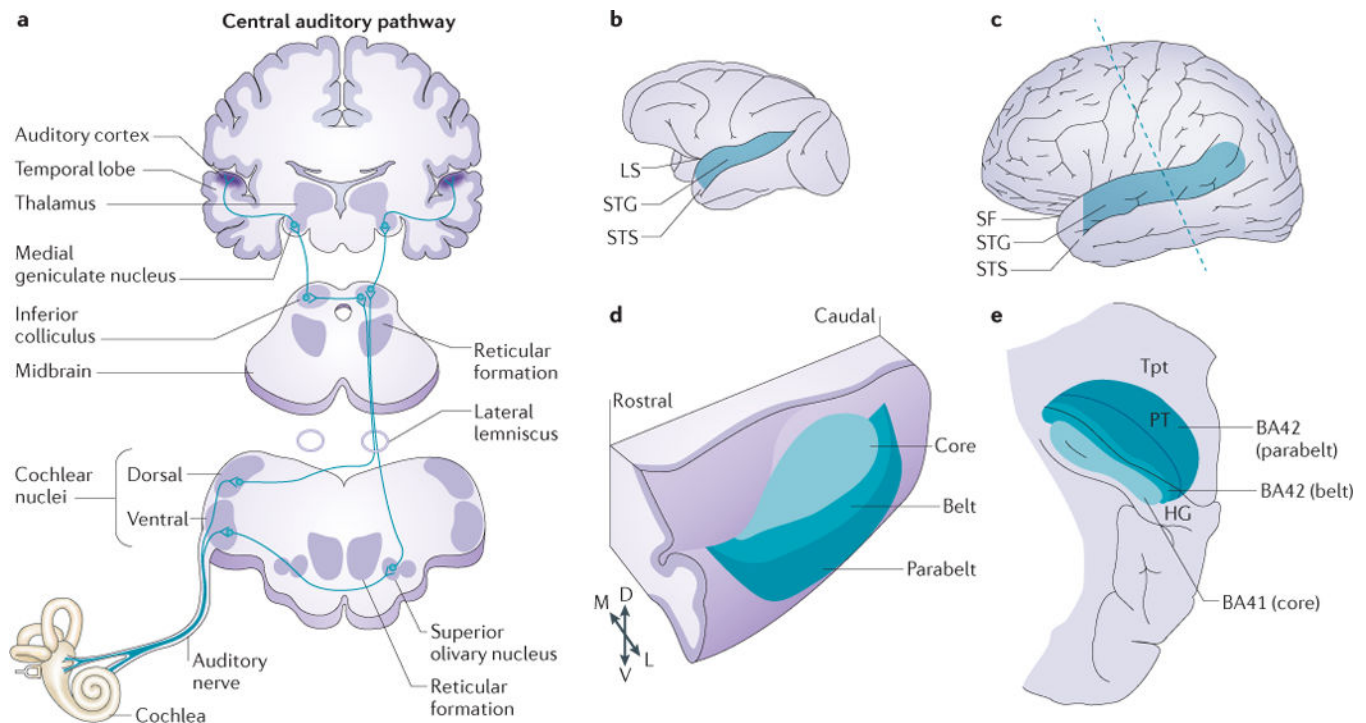 a
Central auditory pathway
Auditory cortex
Temporal lobe
Thalamus
Medial
geniculate nucleus
Inferior
colliculus
Midbrain
Reticular
formation
Lateral
lemniscus
Cochlear
nuclei
Dorsal
Ventral
Superior
olivary nucleus
Reticular
formation
Auditory
nerve
Cochlea
b
LS
STG
STS
c
SF
STG
STS
d
Caudal
Rostral
Core
Belt
Parabelt
M
D
L
V
e
Tpt
PT
BA42
(parabelt)
BA42 (belt)
HG
BA41 (core)